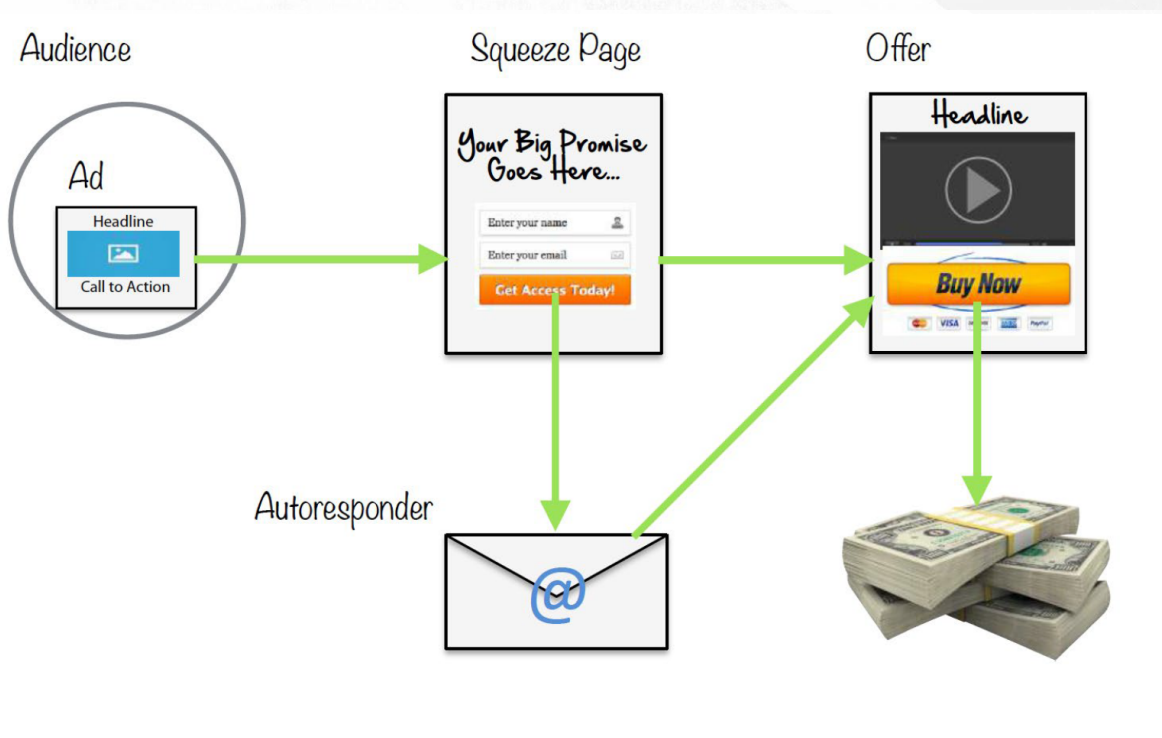 Audience
Squeeze Page
Offer
Ad
Headline
Call to Action
Your Big Promise
Goes Here...
Enter your name
Enter your email
Get Access Today!
Headline
Buy Now
VISA
PayPal
Autoresponder
@